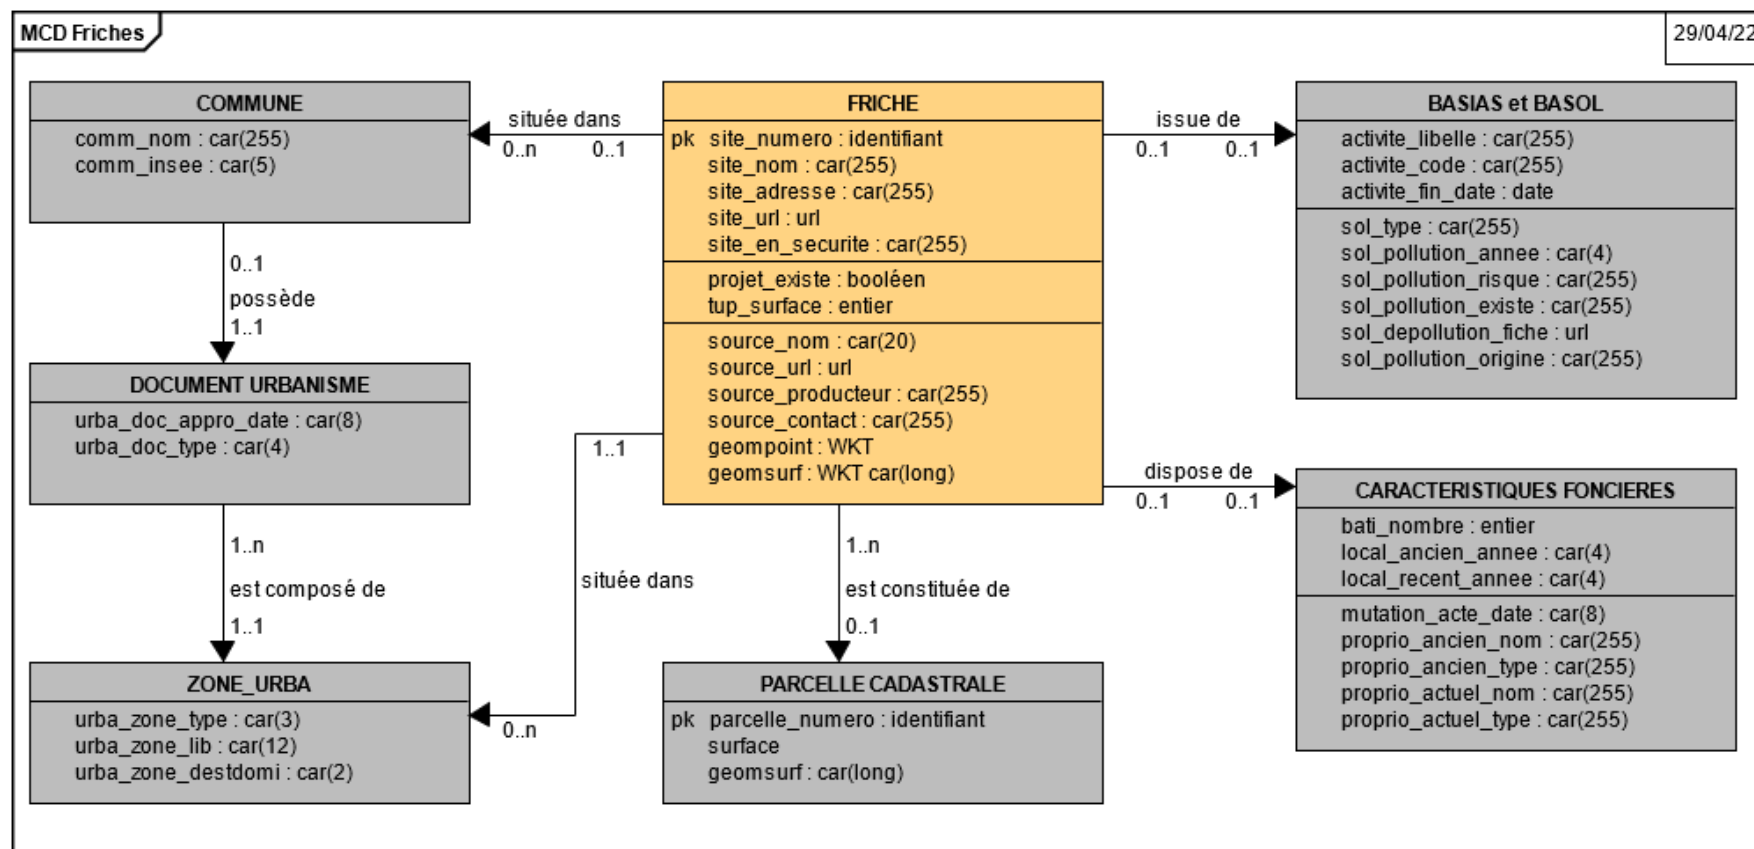 MCD Friches
29/04/22
COMMUNE
comm_nom : car(255)
comm_insee : car(5)
située dans
0..n 0..1
FRICHE
pk site_numero : identifiant
site_nom : car(255)
site_adresse : car(255)
site_url : url
site_en_securite : car(255)
projet_existe : booléen
tup_surface : entier
source_nom : car(20)
source_url : url
source_producteur : car(255)
source_contact : car(255)
geompoint : WKT
geomsurf : WKT car(long)
issue de
0..1 0..1
BASIAS et BASOL
activite_libelle : car(255)
activite_code : car(255)
activite_fin_date : date
sol_type : car(255)
sol_pollution_annee : car(4)
sol_pollution_risque : car(255)
sol_pollution_existe : car(255)
sol_depollution_fiche : url
sol_pollution_origine : car(255)
0..1
possède
1..1
DOCUMENT URBANISME
urba_doc_appro_date : car(8)
urba_doc_type : car(4)
1..1
située dans
0..n
dispose de
0..1 0..1
CARACTERISTIQUES FONCIERES
bati_nombre : entier
local_ancien_annee : car(4)
local_recent_annee : car(4)
mutation_acte_date : car(8)
proprio_ancien_nom : car(255)
proprio_ancien_type : car(255)
proprio_actuel_nom : car(255)
proprio_actuel_type : car(255)
1..n
est composé de
1..1
ZONE_URBA
urba_zone_type : car(3)
urba_zone_lib : car(12)
urba_zone_destdomi : car(2)
1..n
est constituée de
0..1
PARCELLE CADASTRALE
pk parcelle_numero : identifiant
surface
geomsurf : car(long)